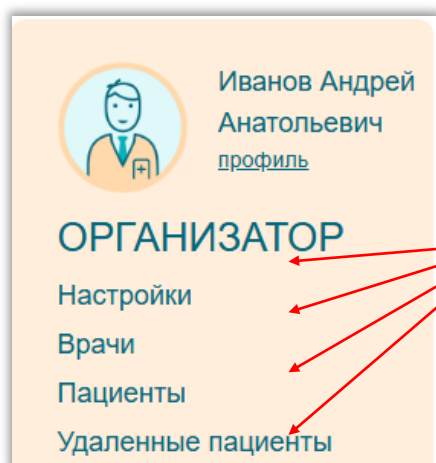 Иванов Андрей
Анатольевич
профиль
ОРГАНИЗАТОР
Настройки
Врачи
Пациенты
Удаленные пациенты